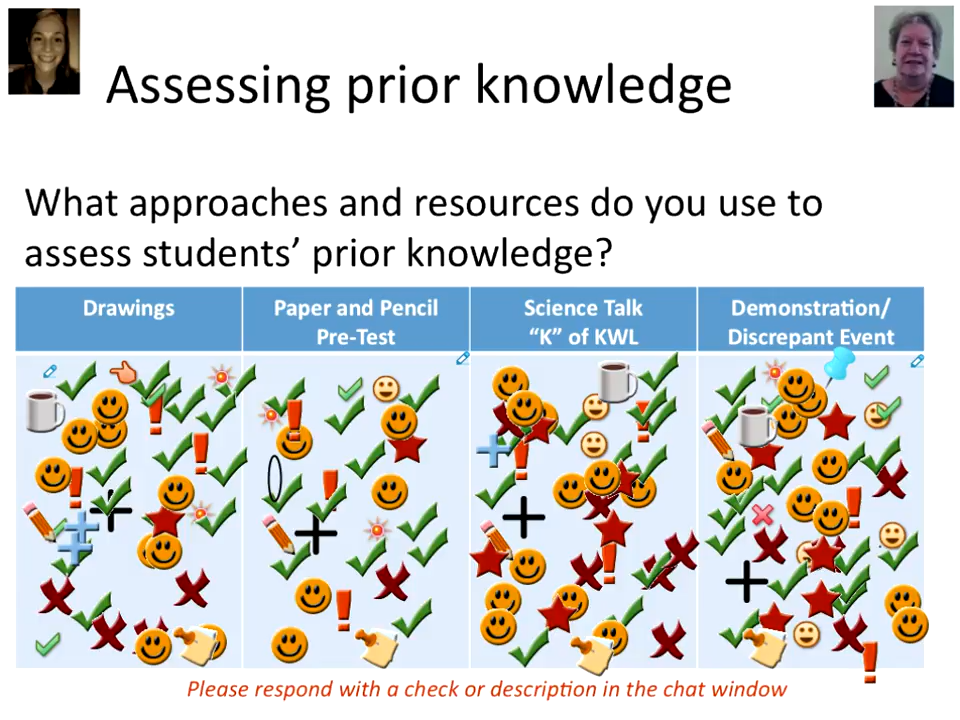 Assessing prior knowledge
What approaches and resources do you use to
assess students' prior knowledge?
Drawings
Paper and Pencil
Pre-Test
Science Talk
"K" of KWL
Demonstration/
Discrepant Event
Please respond with a check or description in the chat window